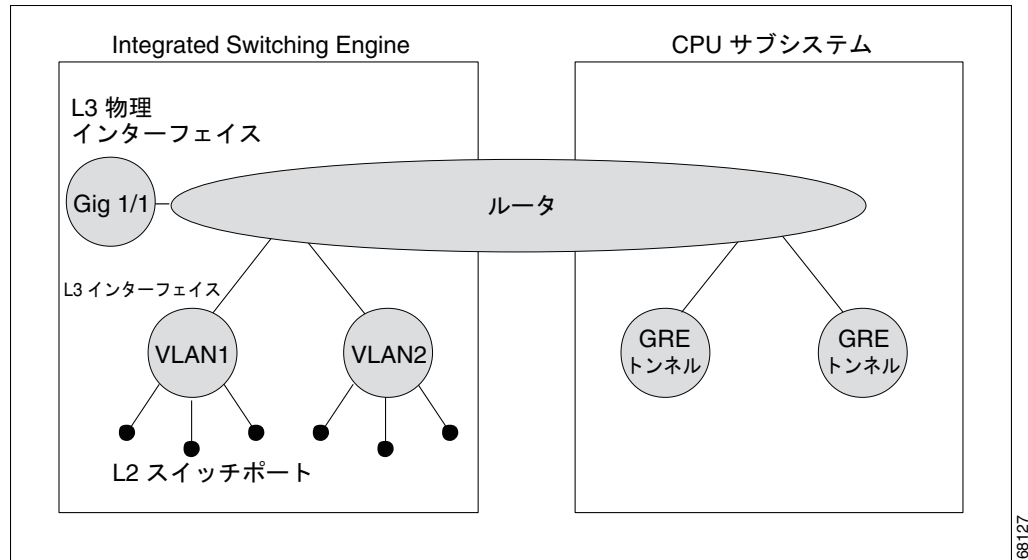 Integrated Switching Engine
CPU サブシステム
L3 物理
インターフェイス
Gig 1/1
ルータ
L3 インターフェイス
VLAN1
VLAN2
GRE
トンネル
GRE
トンネル
L2 スイッチポート
68127